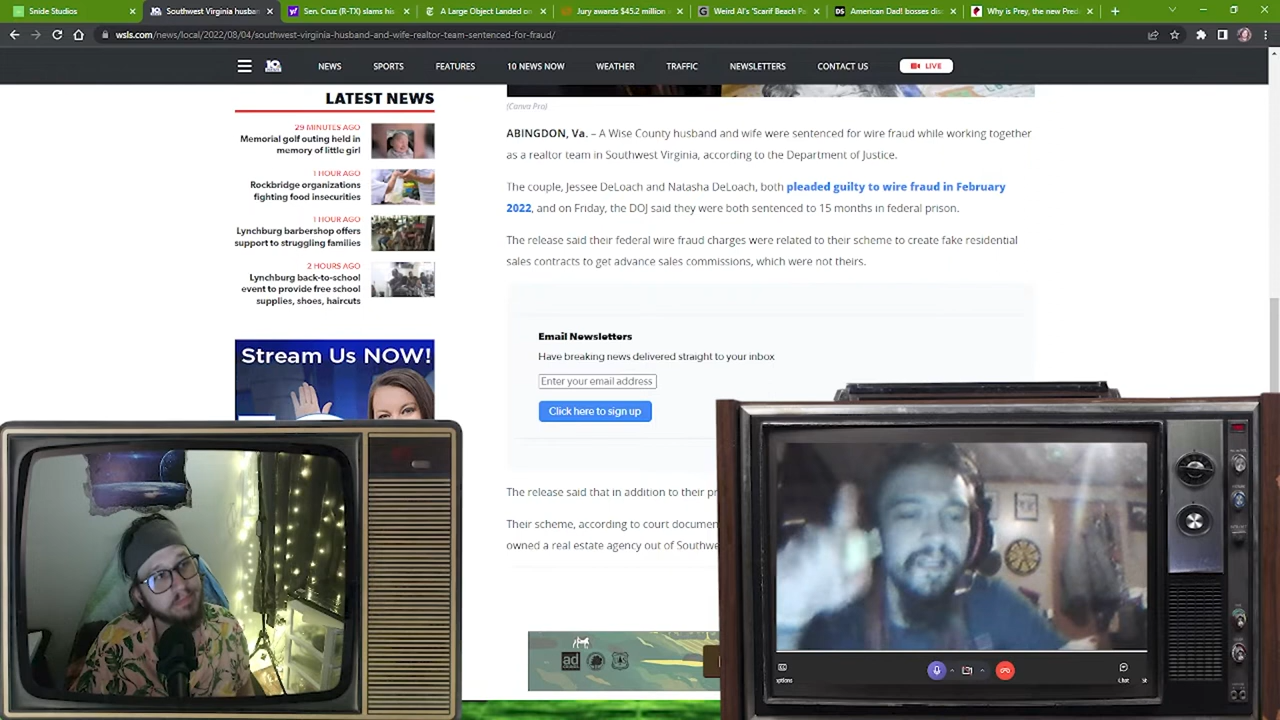 Snide Studios
Southwest Virginia husban
Sen. Cruz (R-TX) slams his
A Large Object Landed on
Jury awards $45.2 million
Weird Al's 'Scarif Beach Pa
American Dad! bosses dis
Why is Prey, the new Pred
wsls.com/news/local/2022/08/04/southwest-virginia-husband-and-wife-realtor-team-sentenced-for-fraud/
10 NEWS SPORTS FEATURES 10 NEWS NOW WEATHER TRAFFIC NEWSLETTERS CONTACT US LIVE
LATEST NEWS
29 MINUTES AGO
Memorial golf outing held in
memory of little girl
1 HOUR AGO
Rockbridge organizations
fighting food insecurities
1 HOUR AGO
Lynchburg barbershop offers
support to struggling families
2 HOURS AGO
Lynchburg back-to-school
event to provide free school
supplies, shoes, haircuts
Stream Us NOW!
(Canva Pro)
ABINGDON, Va. – A Wise County husband and wife were sentenced for wire fraud while working together
as a realtor team in Southwest Virginia, according to the Department of Justice.
The couple, Jessee DeLoach and Natasha DeLoach, both pleaded guilty to wire fraud in February
2022, and on Friday, the DOJ said they were both sentenced to 15 months in federal prison.
The release said their federal wire fraud charges were related to their scheme to create fake residential
sales contracts to get advance sales commissions, which were not theirs.
Email Newsletters
Have breaking news delivered straight to your inbox
Enter your email address
Click here to sign up
The release said that in addition to their pr
Their scheme, according to court documen
owned a real estate agency out of Southwe
ad
ptions
Chat